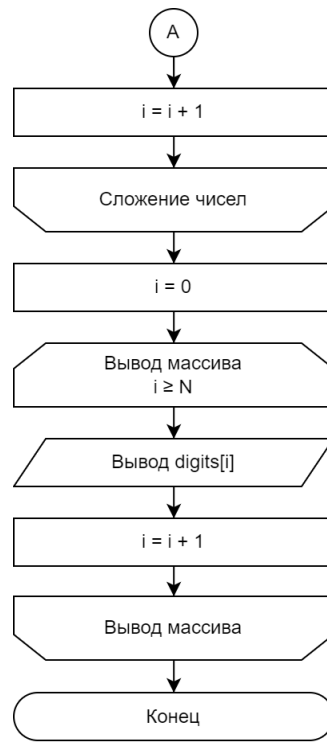 A
i = i + 1
Сложение чисел
i = 0
Вывод массива
i ≥ N
Вывод digits[i]
i = i + 1
Вывод массива
Конец